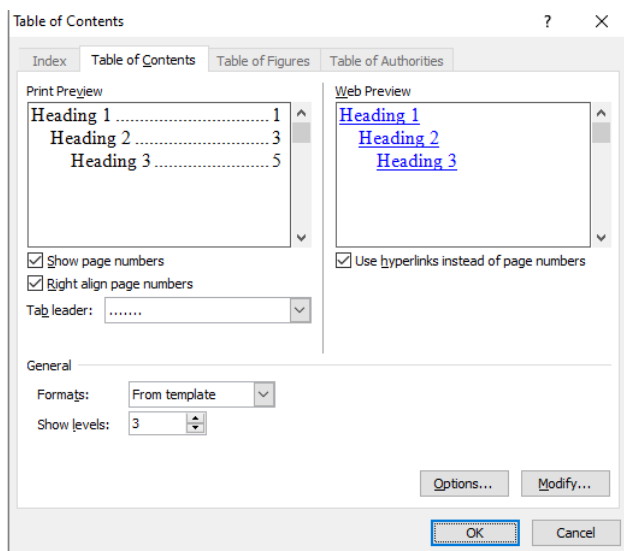 Table of Contents ? X
Index Table of Contents Table of Figures Table of Authorities
Print Preview
Heading 1 ................................ 1
Heading 2 ............................ 3
Heading 3 ........................ 5
Web Preview
Heading 1
Heading 2
Heading 3
Show page numbers
Right align page numbers
Tab leader: .......
Use hyperlinks instead of page numbers
General
Formats: From template
Show levels: 3
Options... Modify...
OK Cancel